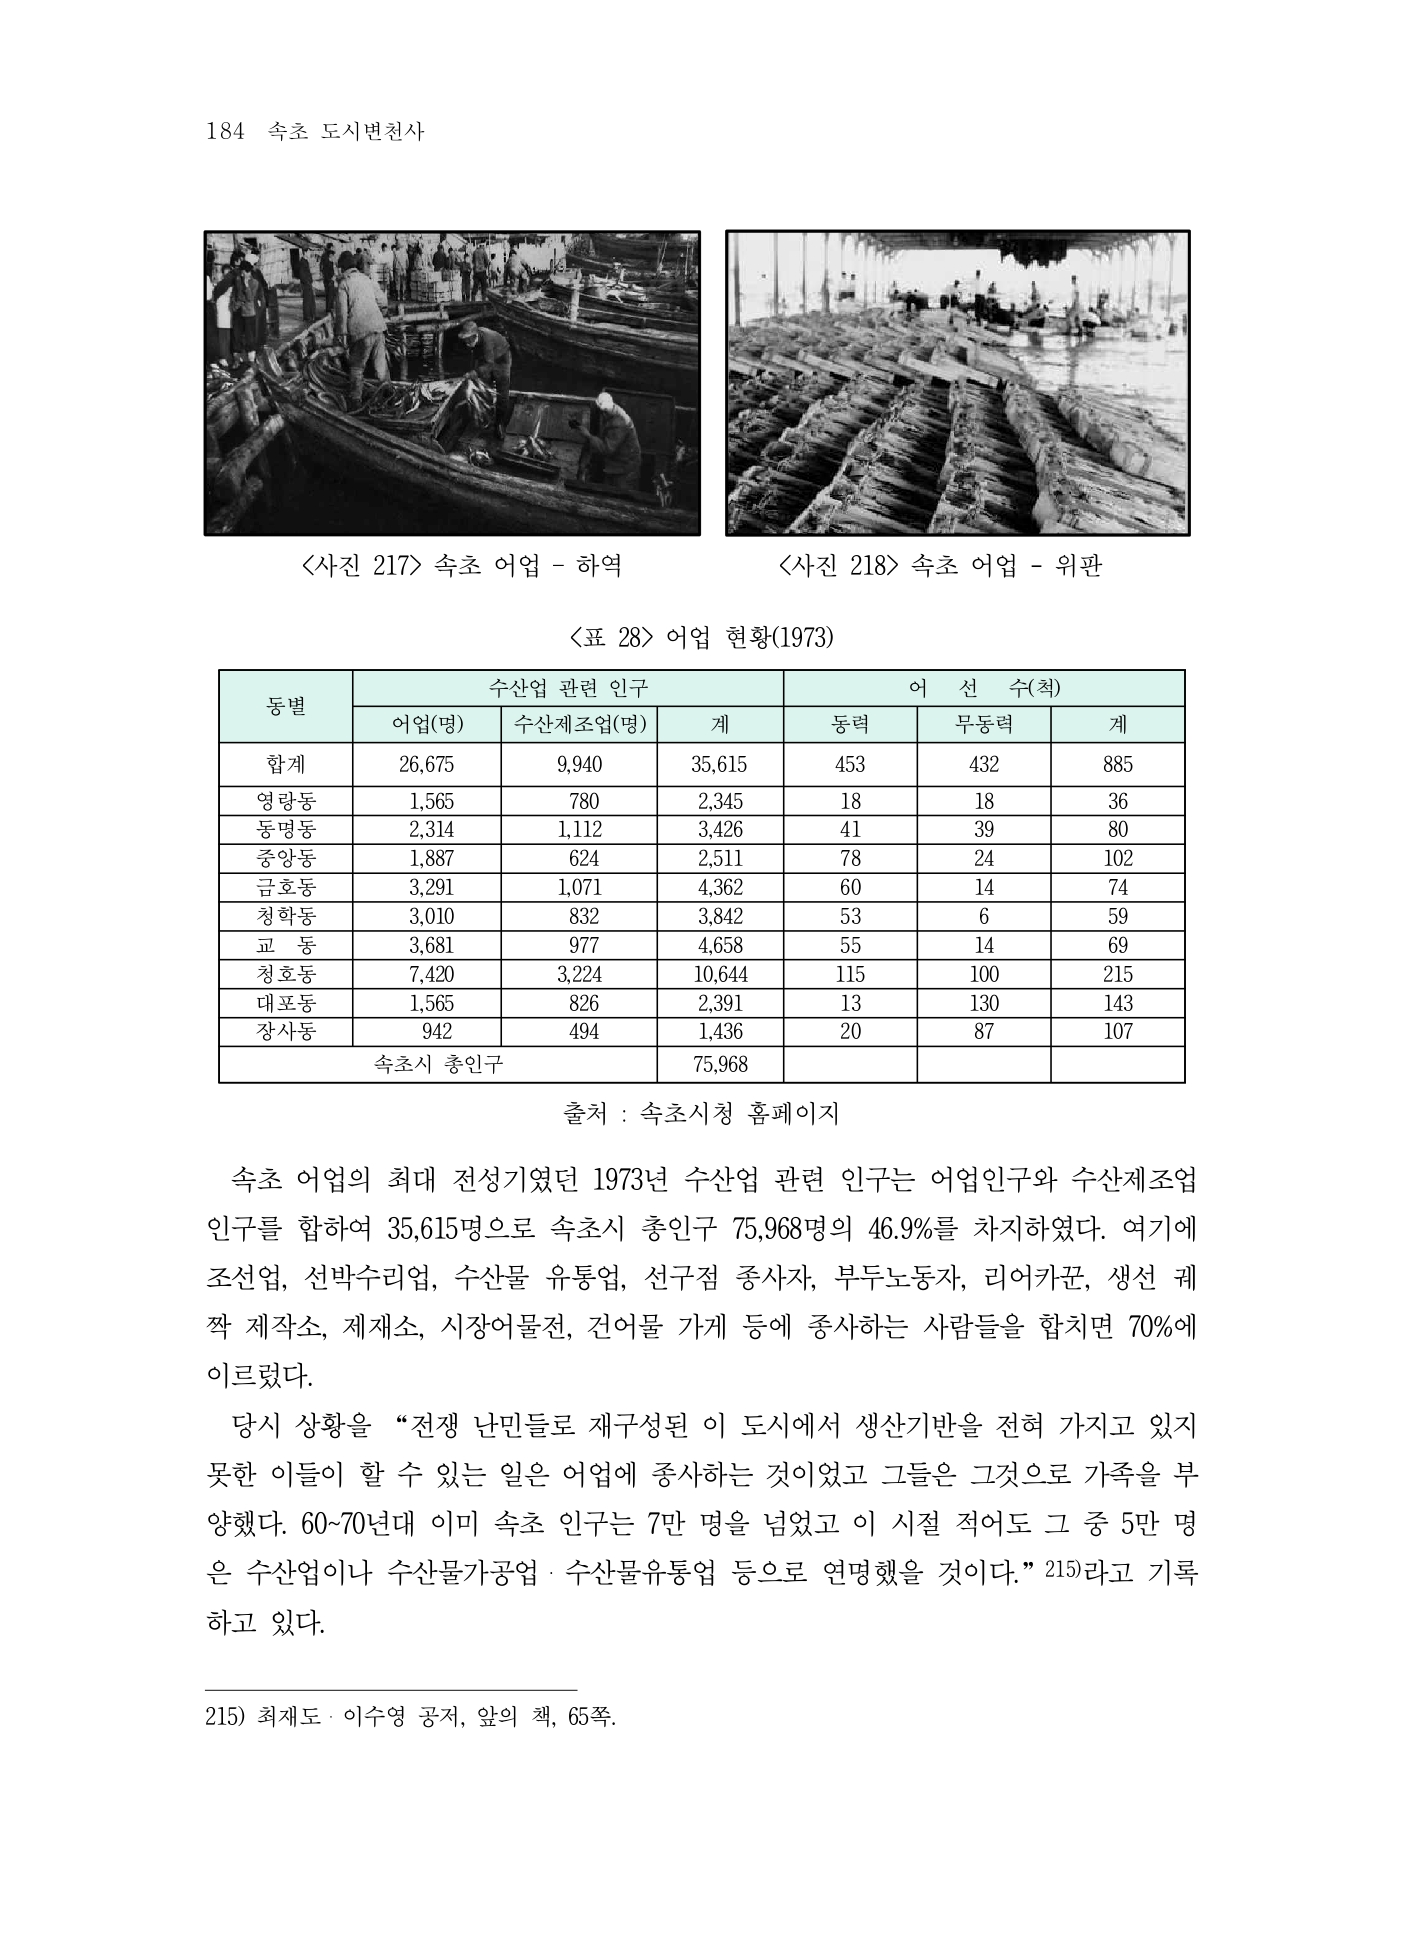 184 속초 도시변천사
<사진 217> 속초 어업 - 하역
<사진 218> 속초 어업 - 위판
<표 28> 어업 현황(1973)
동별 수산업 관련 인구 어 선 수(척)
어업(명) 수산제조업(명) 계 동력 무동력 계
합계 26,675 9,940 35,615 453 432 885
영랑동 1,565 780 2,345 18 18 36
동명동 2,314 1,112 3,426 41 39 80
중앙동 1,887 624 2,511 78 24 102
금호동 3,291 1,071 4,362 60 14 74
청학동 3,010 832 3,842 53 6 59
교 동 3,681 977 4,658 55 14 69
청호동 7,420 3,224 10,644 115 100 215
대포동 1,565 826 2,391 13 130 143
장사동 942 494 1,436 20 87 107
속초시 총인구 75,968
출처 : 속초시청 홈페이지
속초 어업의 최대 전성기였던 1973년 수산업 관련 인구는 어업인구와 수산제조업
인구를 합하여 35,615명으로 속초시 총인구 75,968명의 46.9%를 차지하였다. 여기에
조선업, 선박수리업, 수산물 유통업, 선구점 종사자, 부두노동자, 리어카꾼, 생선 궤
짝 제작소, 제재소, 시장어물전, 건어물 가게 등에 종사하는 사람들을 합치면 70%에
이르렀다.
당시 상황을 “전쟁 난민들로 재구성된 이 도시에서 생산기반을 전혀 가지고 있지
못한 이들이 할 수 있는 일은 어업에 종사하는 것이었고 그들은 그것으로 가족을 부
양했다. 60~70년대 이미 속초 인구는 7만 명을 넘었고 이 시절 적어도 그 중 5만 명
은 수산업이나 수산물가공업·수산물유통업 등으로 연명했을 것이다.” 215)라고 기록
하고 있다.
215) 최재도·이수영 공저, 앞의 책, 65쪽.